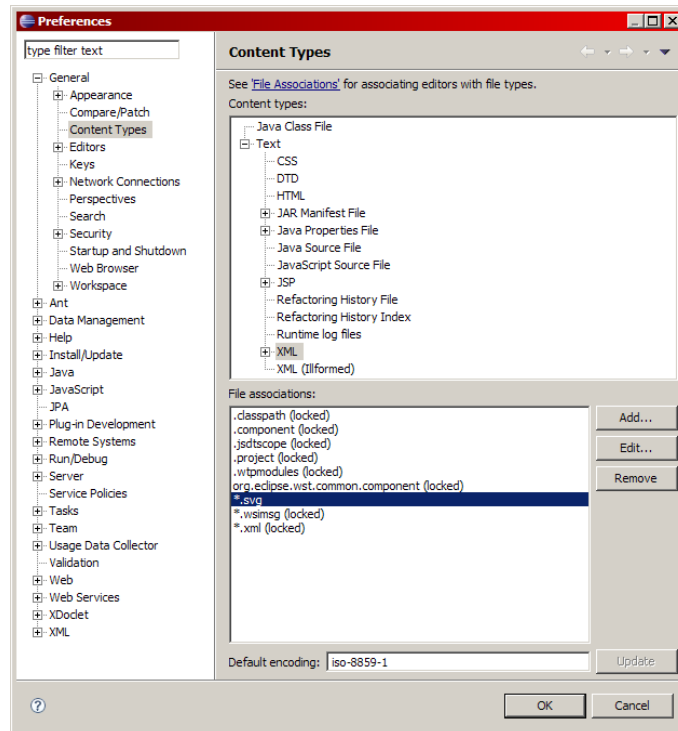 Preferences
type filter text
General
Appearance
Compare/Patch
Content Types
Editors
Keys
Network Connections
Perspectives
Search
Security
Startup and Shutdown
Web Browser
Workspace
Ant
Data Management
Help
Install/Update
Java
JavaScript
JPA
Plug-in Development
Remote Systems
Run/Debug
Server
Service Policies
Tasks
Team
Usage Data Collector
Validation
Web
Web Services
XDoclet
XML
Content Types
See 'File Associations' for associating editors with file types.
Content types:
Java Class File
Text
CSS
DTD
HTML
JAR Manifest File
Java Properties File
Java Source File
JavaScript Source File
JSP
Refactoring History File
Refactoring History Index
Runtime log files
XML
XML (Illformed)
File associations:
.classpath (locked)
.component (locked)
.jsdtscope (locked)
.project (locked)
.wtpmodules (locked)
org.eclipse.wst.common.component (locked)
*.svg
*.wsimsg (locked)
*.xml (locked)
Add...
Edit...
Remove
Default encoding: iso-8859-1 Update
? OK Cancel